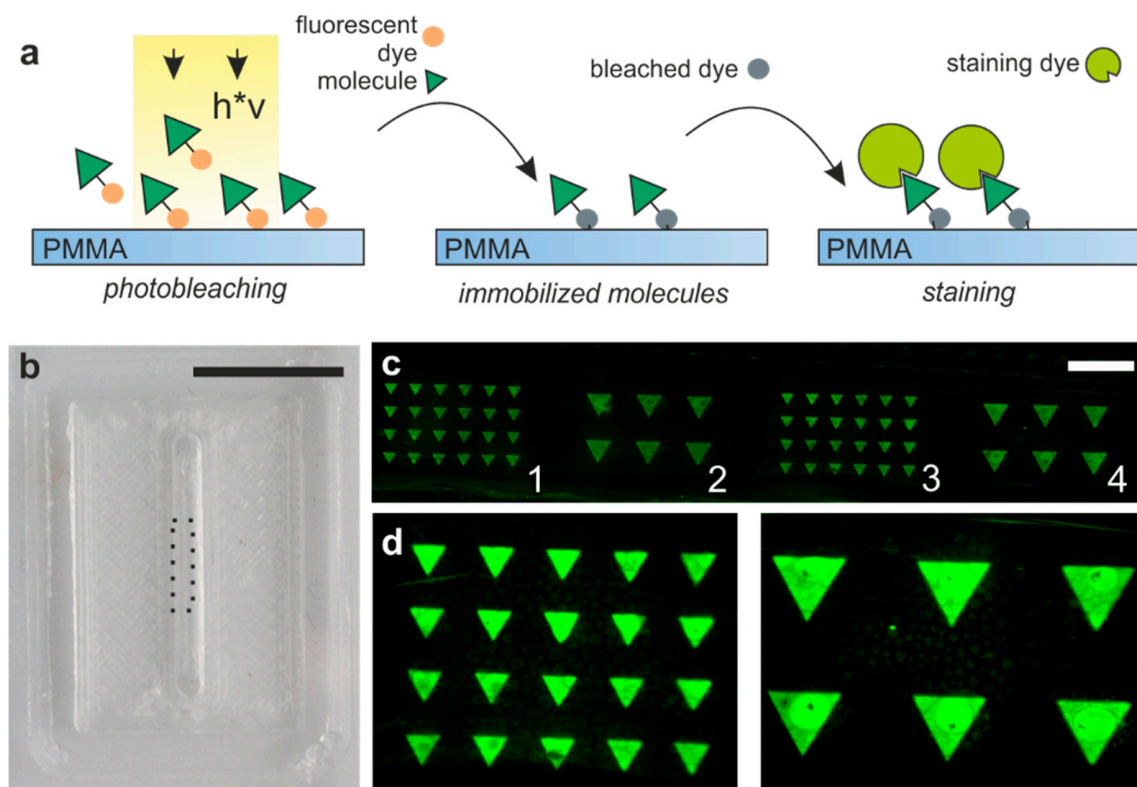 a
h*v
fluorescent
dye
molecule
bleached dye
staining dye
PMMA
PMMA
PMMA
photobleaching
immobilized molecules
staining
b
c
1
2
3
4
d